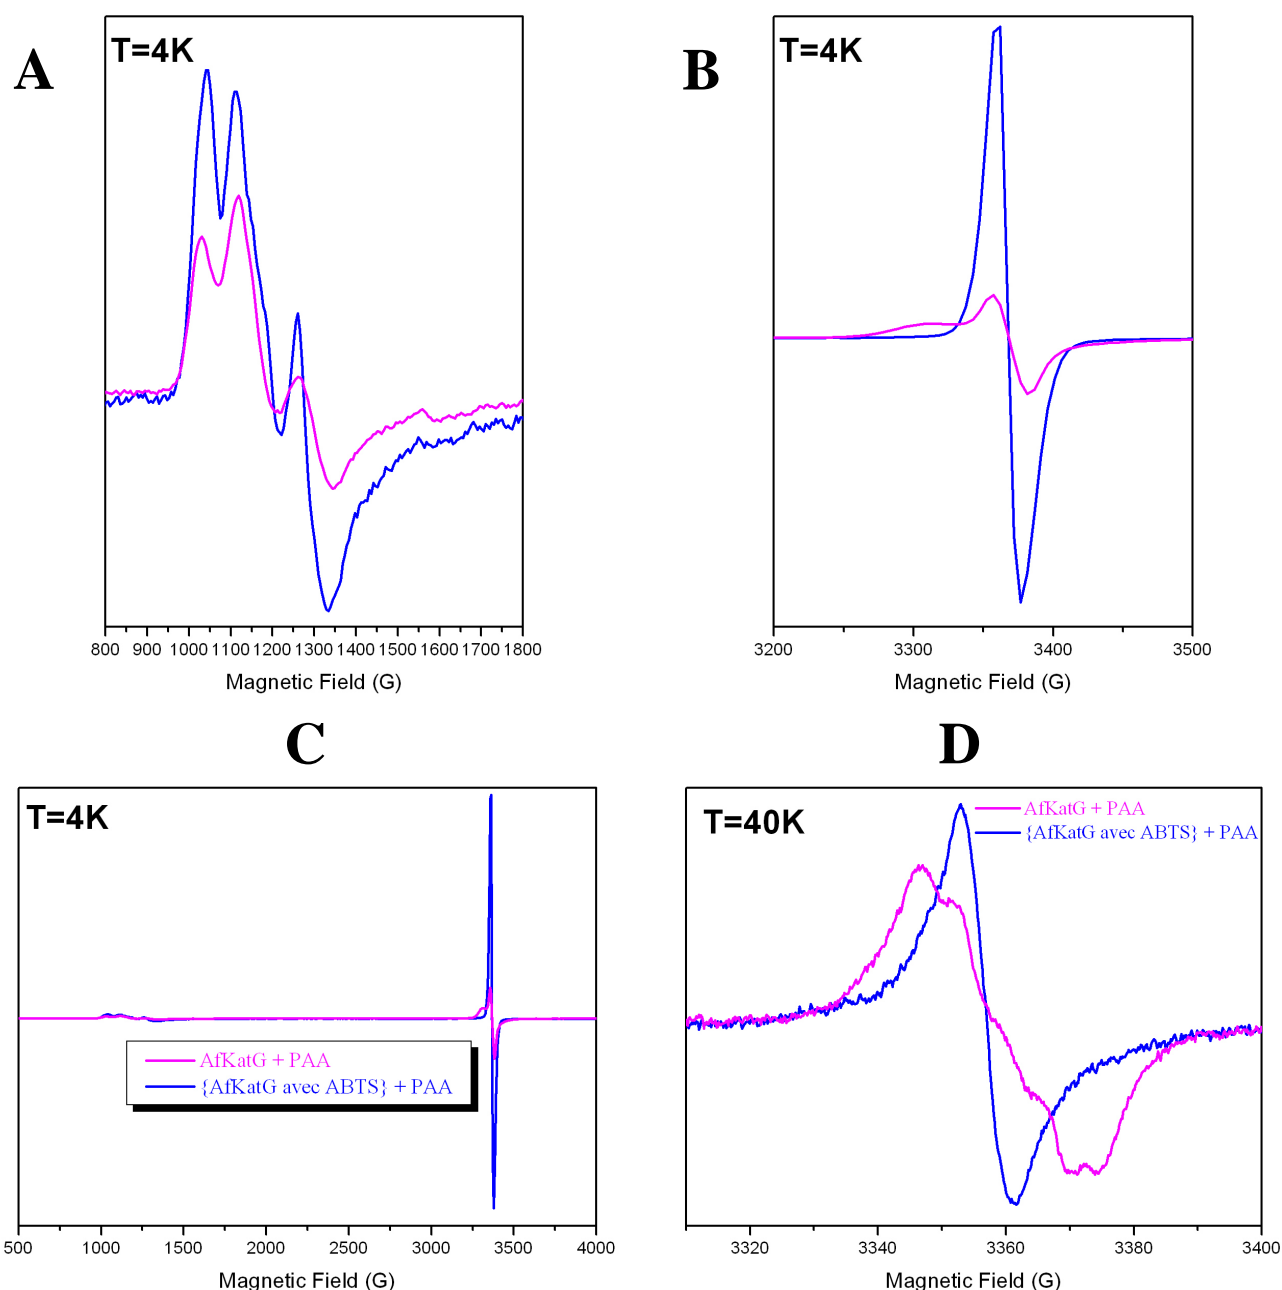 A
T=4K
800 900 1000 1100 1200 1300 1400 1500 1600 1700 1800
Magnetic Field (G)
B
T=4K
3200 3300 3400 3500
Magnetic Field (G)
C
T=4K
AfKatG + PAA
{AfKatG avec ABTS} + PAA
500 1000 1500 2000 2500 3000 3500 4000
Magnetic Field (G)
D
T=40K
AfKatG + PAA
{AfKatG avec ABTS} + PAA
3320 3340 3360 3380 3400
Magnetic Field (G)